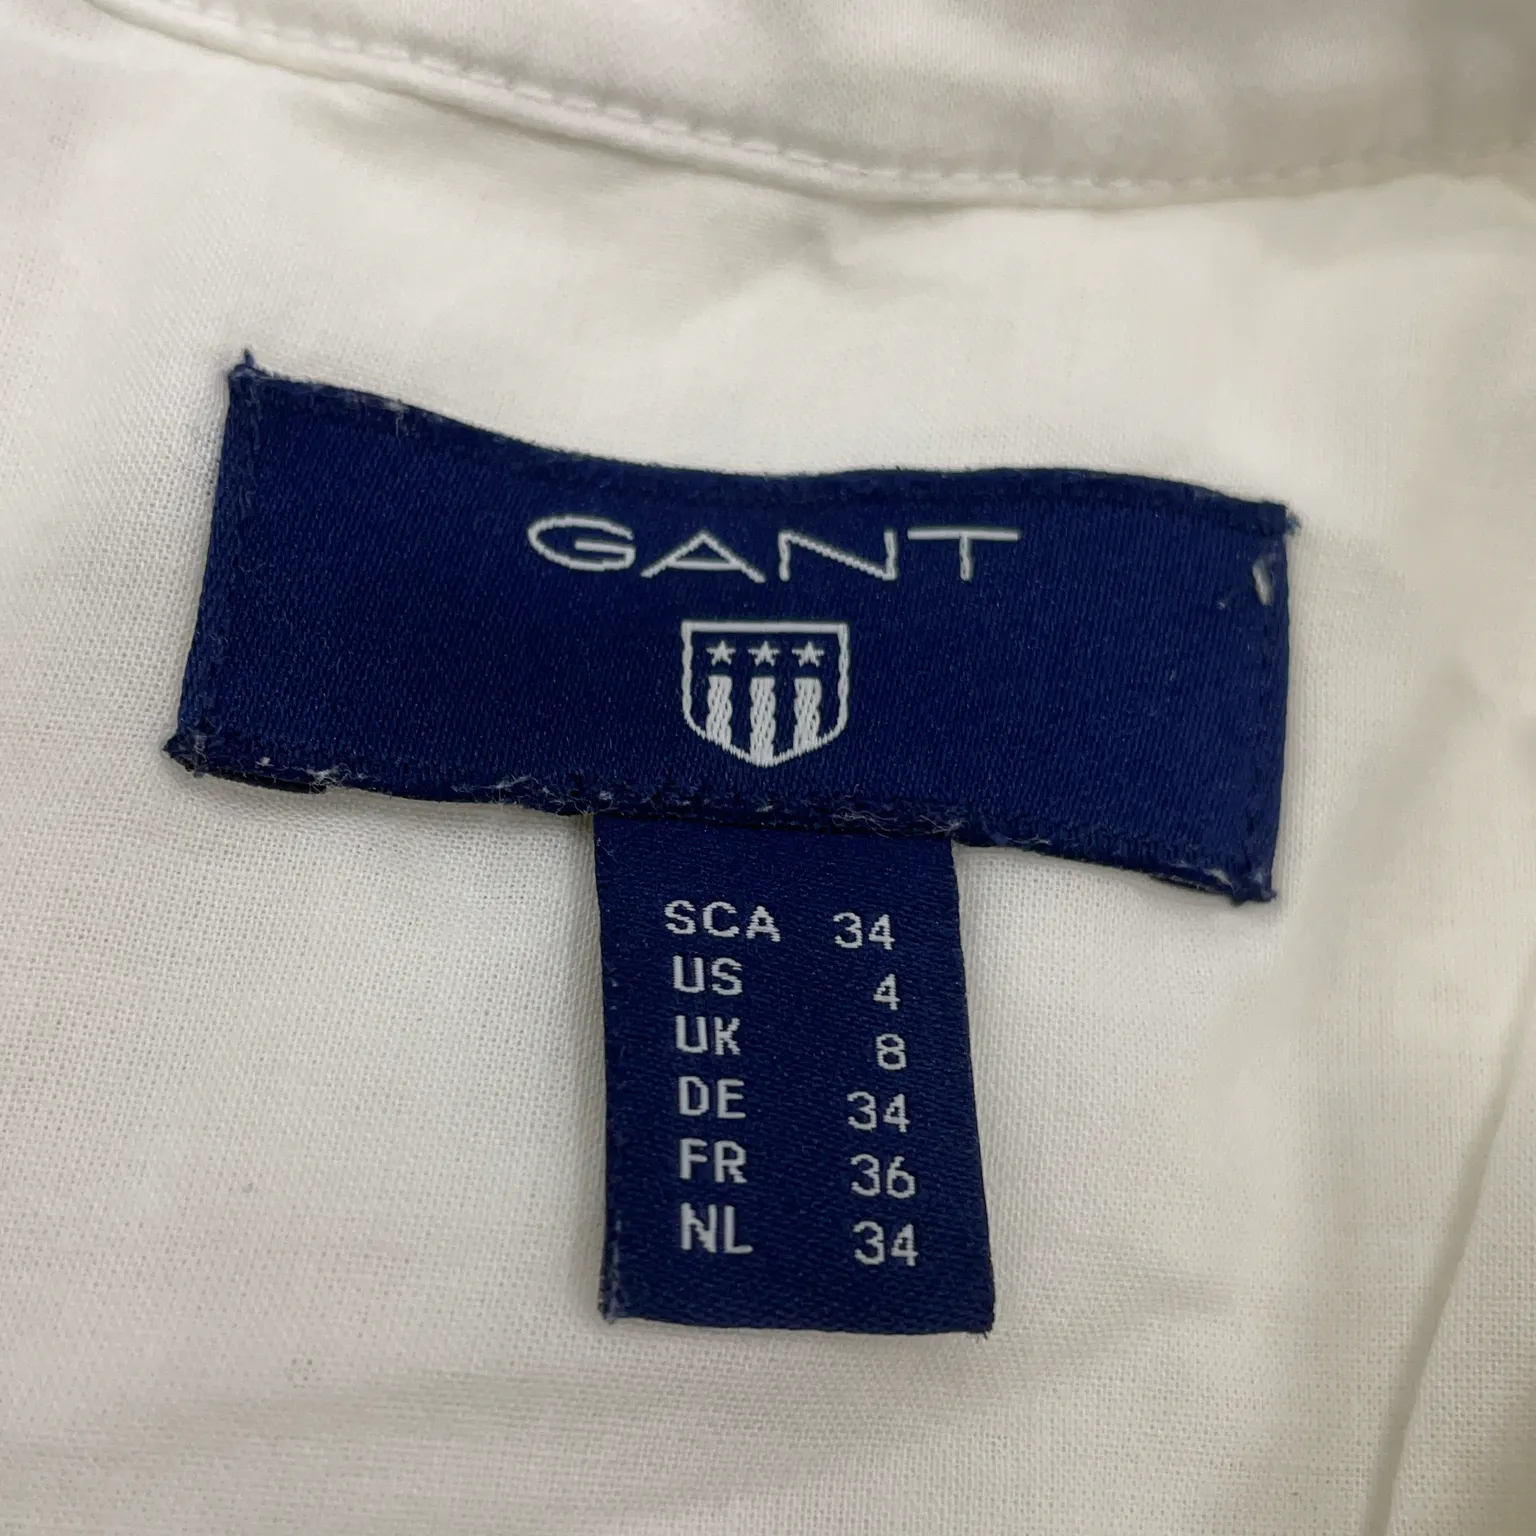 GANT
SCA 34
US 4
UK 8
DE 34
FR 36
NL 34